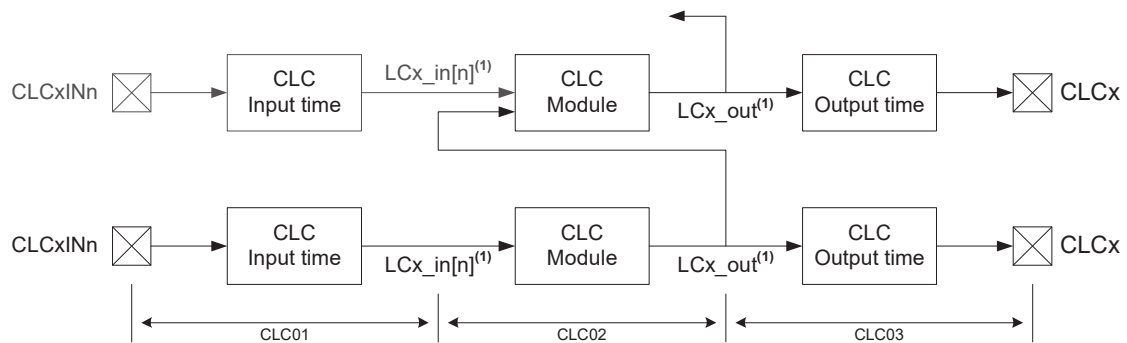 CLCxINn
CLC
Input time
LCx_in[n](1)
CLC
Module
LCx_out(1)
CLC
Output time
CLCx
CLCxINn
CLC
Input time
LCx_in[n](1)
CLC
Module
LCx_out(1)
CLC
Output time
CLCx
CLC01
CLC02
CLC03